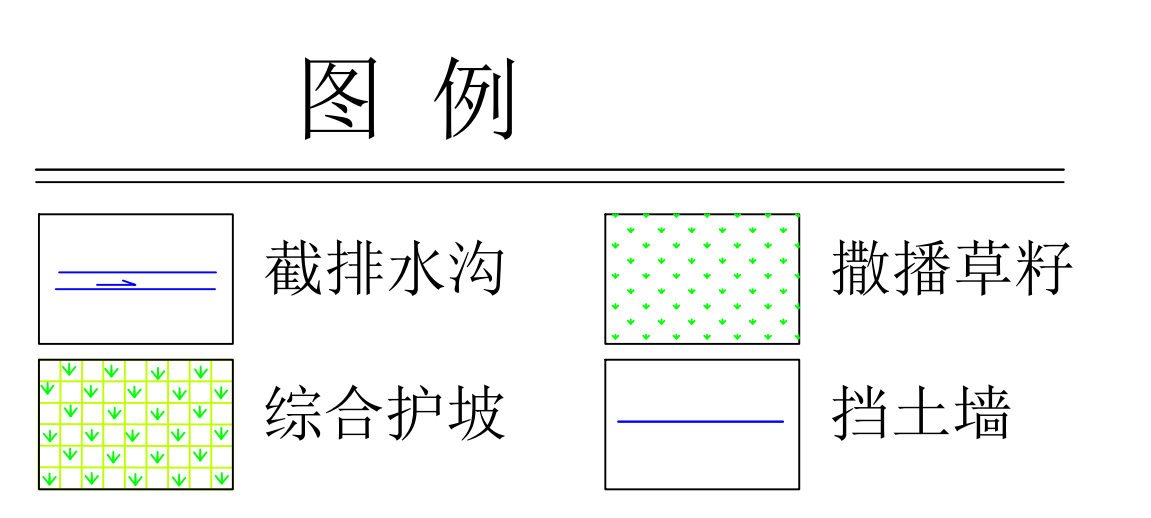 图 例
截排水沟 撒播草籽
综合护坡 挡土墙